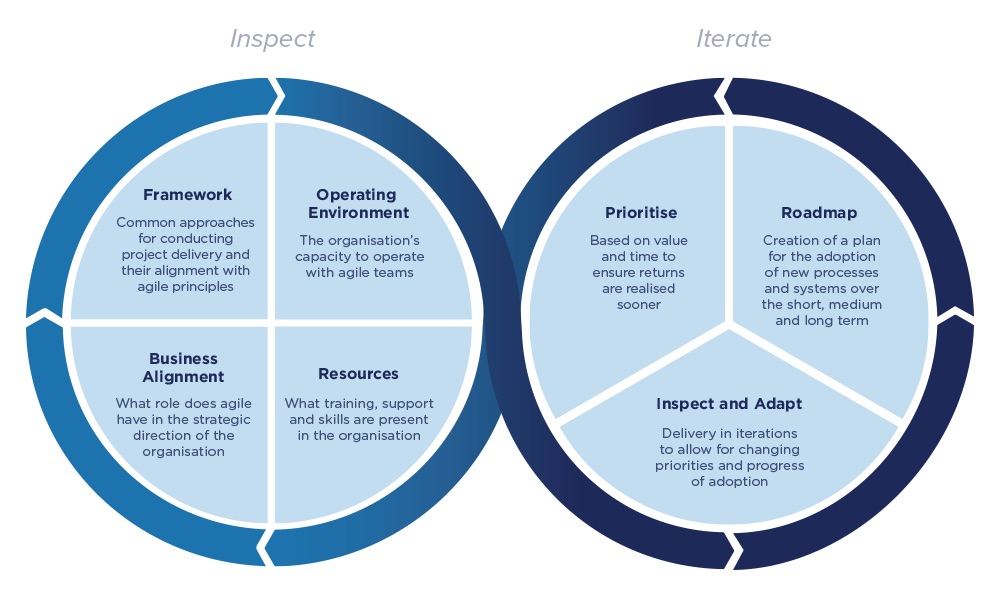 Inspect
Iterate
Framework
Common approaches
for conducting
project delivery and
their alignment with
agile principles
Operating
Environment
The organisation's
capacity to operate
with agile teams
Business
Alignment
What role does agile
have in the strategic
direction of the
organisation
Resources
What training, support
and skills are present
in the organisation
Prioritise
Based on value
and time to
ensure returns
are realised
sooner
Roadmap
Creation of a plan
for the adoption
of new processes
and systems over
the short, medium
and long term
Inspect and Adapt
Delivery in iterations
to allow for changing
priorities and progress
of adoption